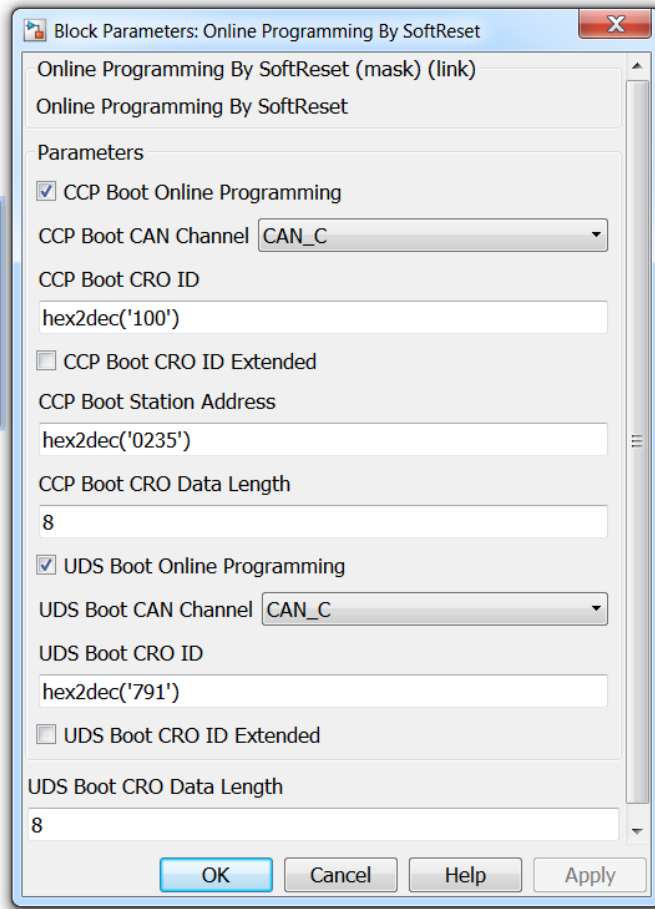 Block Parameters: Online Programming By SoftReset
Online Programming By SoftReset (mask) (link)
Online Programming By SoftReset
Parameters
CCP Boot Online Programming
CCP Boot CAN Channel CAN_C
CCP Boot CRO ID
hex2dec('100')
CCP Boot CRO ID Extended
CCP Boot Station Address
hex2dec('0235')
CCP Boot CRO Data Length
8
UDS Boot Online Programming
UDS Boot CAN Channel CAN_C
UDS Boot CRO ID
hex2dec('791')
UDS Boot CRO ID Extended
UDS Boot CRO Data Length
8
OK Cancel Help Apply